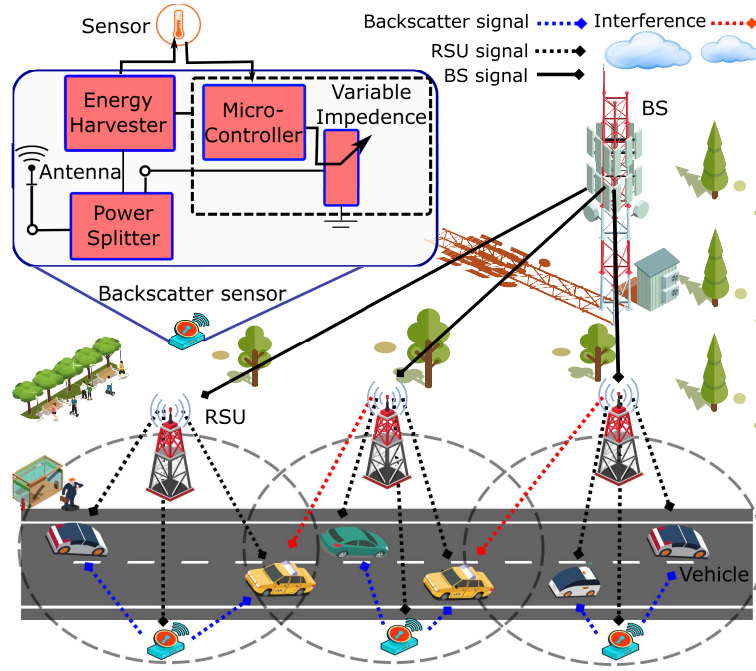 Sensor
Backscatter signal
Interference
RSU signal
BS signal
Energy
Harvester
Micro-
Controller
Variable
Impedence
Antenna
Power
Splitter
BS
Backscatter sensor
RSU
Vehicle